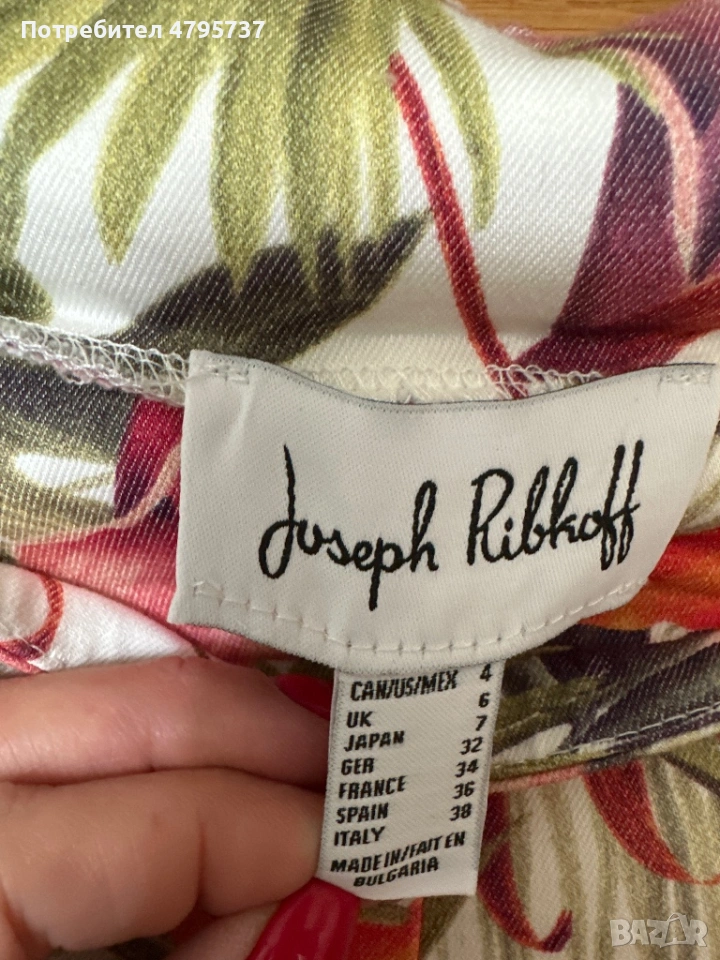 Потребител 4795737
Joseph Ribkoff
CAN/US/MEX 4
UK 6
JAPAN 7
GER 32
FRANCE 34
SPAIN 36
ITALY 38
MADE IN/FAIT EN
BULGARIA
BAZAR